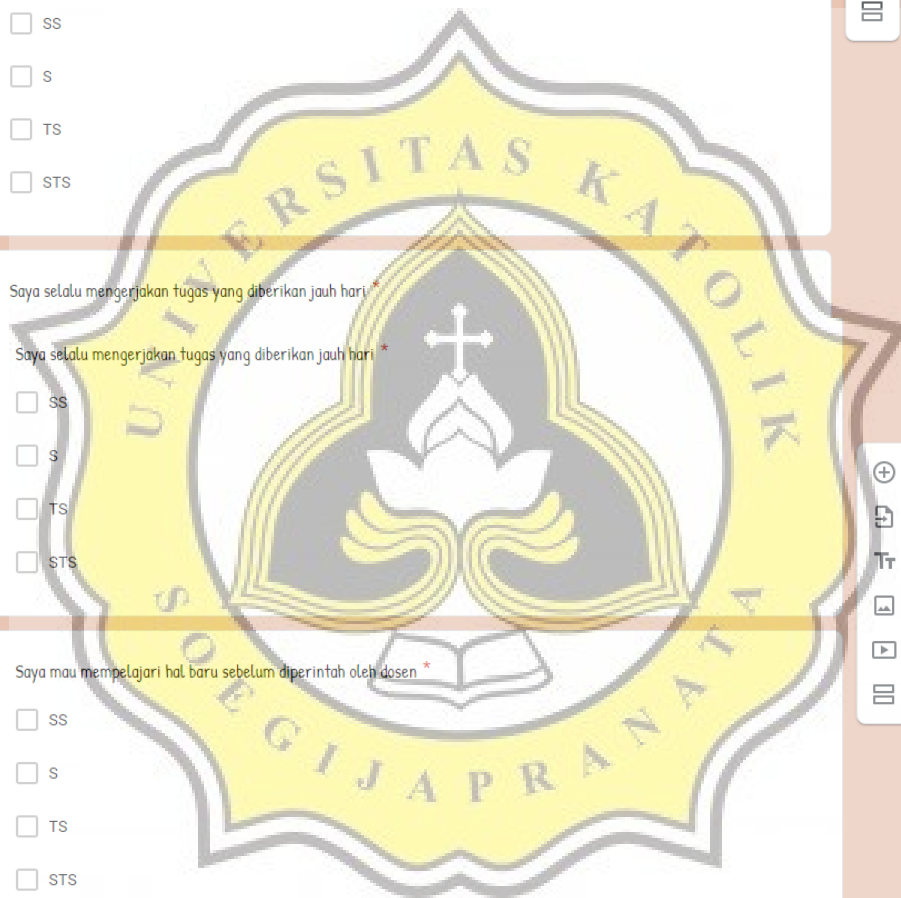 SS
S
TS
STS
Saya selalu mengerjakan tugas yang diberikan jauh hari *
Saya selalu mengerjakan tugas yang diberikan jauh hari *
SS
S
TS
STS
Saya mau mempelajari hal baru sebelum diperintah oleh dosen *
SS
S
TS
STS
UNIVERSITAS KATOLIK
SOEGIJAPRANATA
Tт